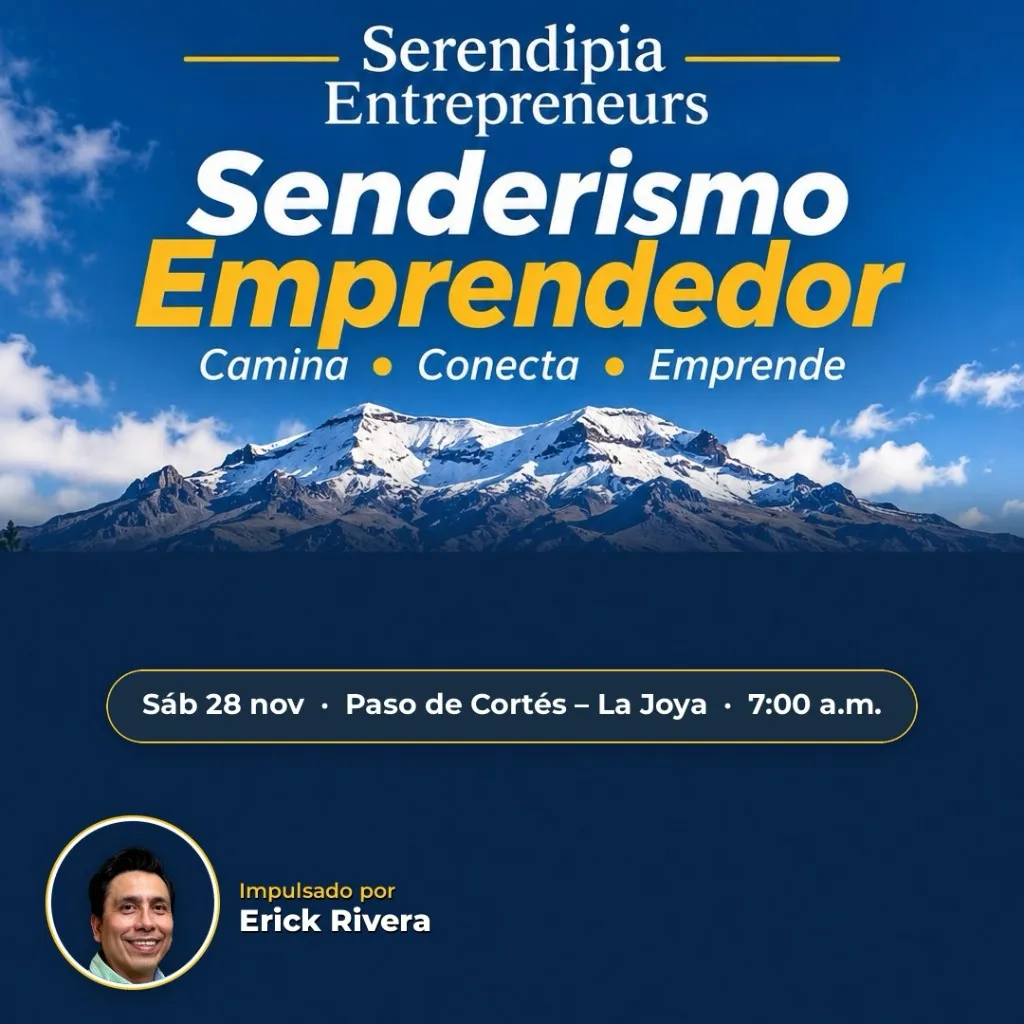 Serendipia
Entrepreneurs
Senderismo
Emprendedor
Camina • Conecta • Emprende
Sáb 28 nov · Paso de Cortés – La Joya · 7:00 a.m.
Impulsado por
Erick Rivera